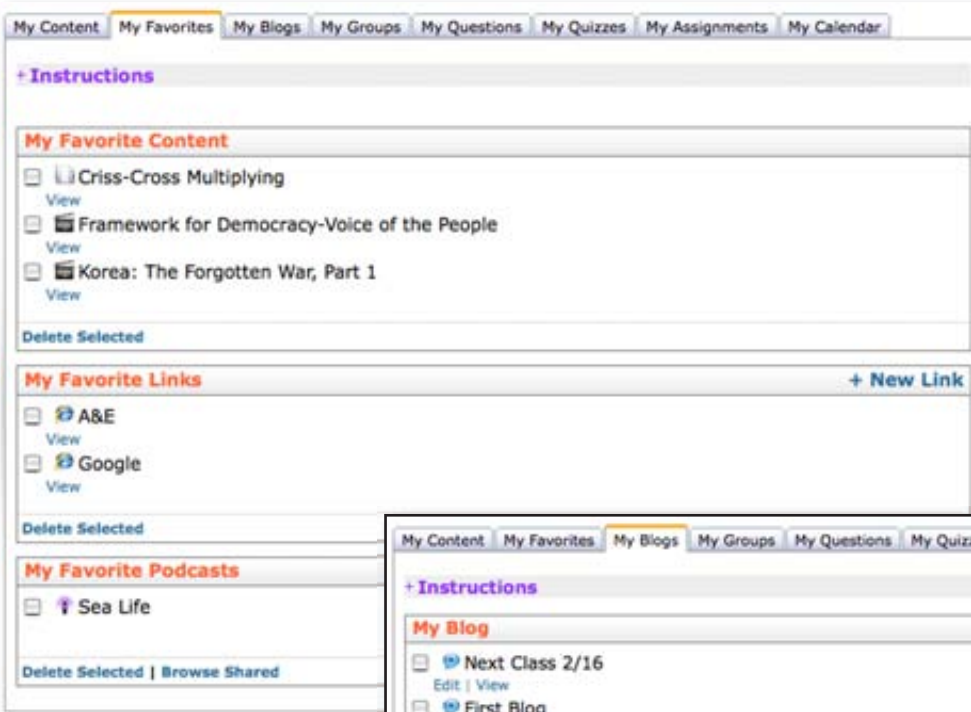 My Content My Favorites My Blogs My Groups My Questions My Quizzes My Assignments My Calendar
+ Instructions
My Favorite Content
Criss-Cross Multiplying
View
Framework for Democracy-Voice of the People
View
Korea: The Forgotten War, Part 1
View
Delete Selected
My Favorite Links + New Link
A&E
View
Google
View
Delete Selected
My Favorite Podcasts
Sea Life
Delete Selected | Browse Shared
My Content My Favorites My Blogs My Groups My Questions My Quizz
+ Instructions
My Blog
Next Class 2/16
Edit | View
First Blog